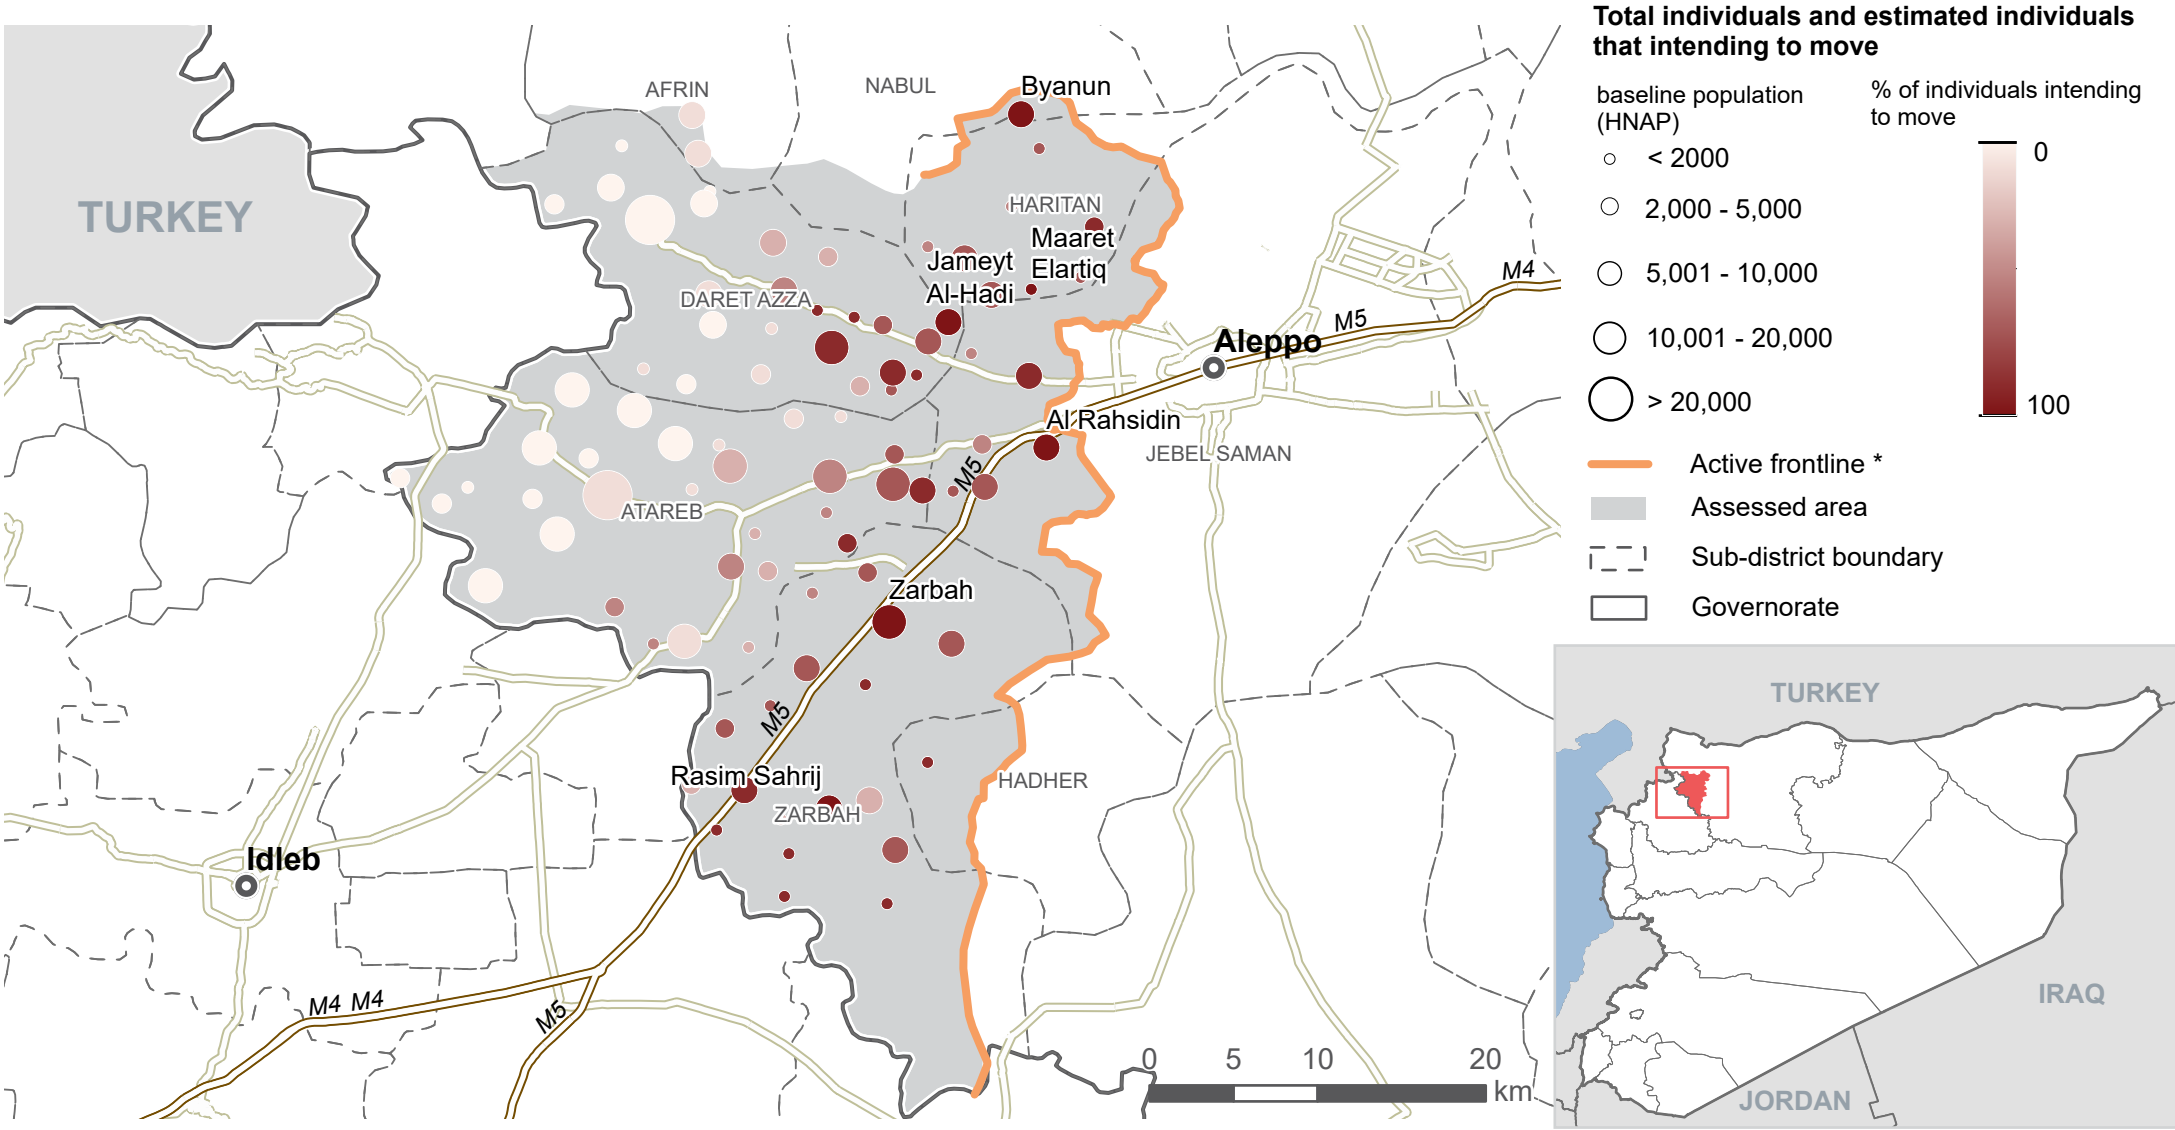 Total individuals and estimated individuals
that intending to move
baseline population
(HNAP)
< 2000
2,000 - 5,000
5,001 - 10,000
10,001 - 20,000
> 20,000
% of individuals intending
to move
0
100
Active frontline *
Assessed area
Sub-district boundary
Governorate
TURKEY
AFRIN
NABUL
Byanun
HARITAN
Maaret
Elartiq
Jameyt
Al-Hadi
DARET AZZA
M4
M5
Aleppo
Al Rahsidin
JEBEL SAMAN
M5
ATAREB
Zarbah
M5
Rasim Sahrij
ZARBAH
HADHER
Idleb
M4 M4
M5
0 5 10 20
km
TURKEY
IRAQ
JORDAN